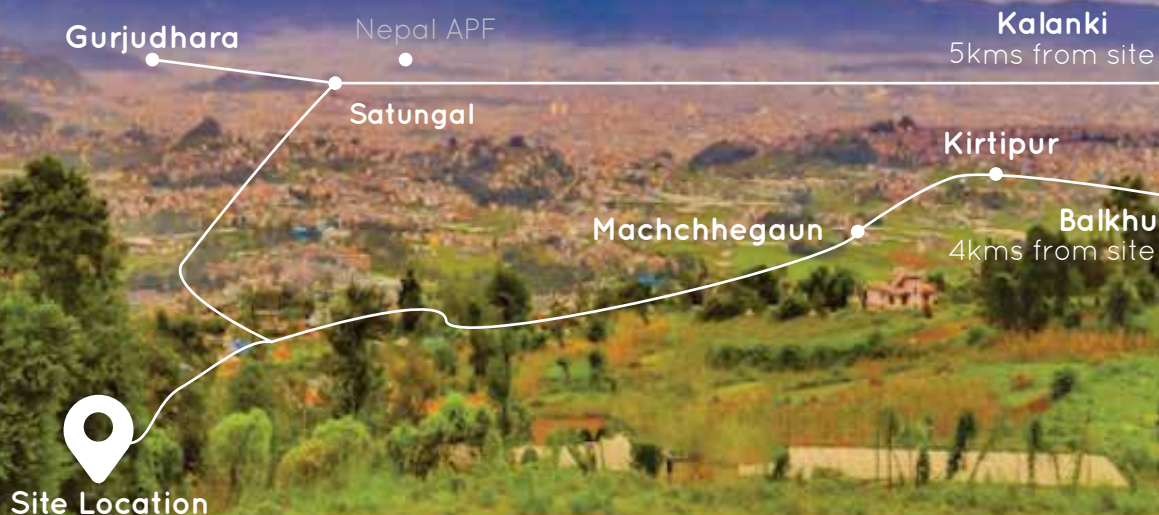 Gurjudhara
Nepal APF
Kalanki
5kms from site
Satungal
Kirtipur
Machchhegaun
Balkhu
4kms from site
Site Location